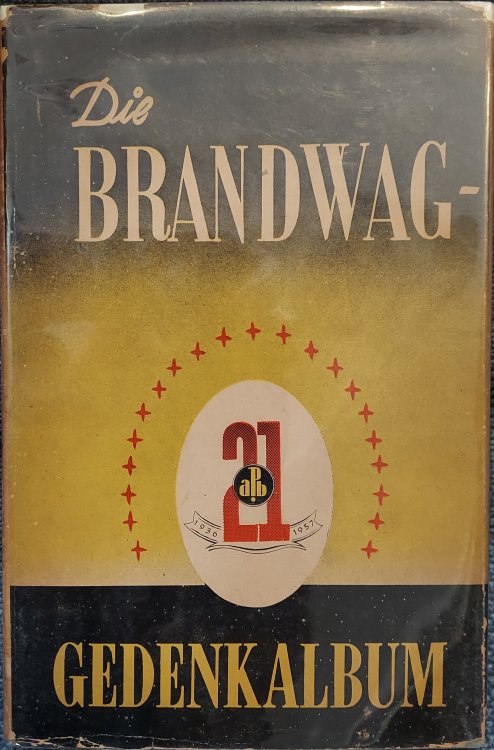 Die
BRANDWAG-
21
apb
1936 1957
GEDENKALBUM